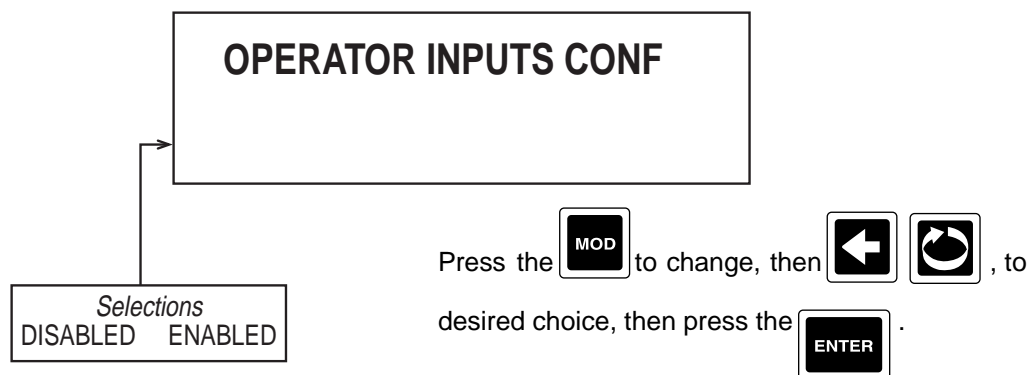 OPERATOR INPUTS CONF
Selections
DISABLED ENABLED
Press the MOD to change, then , to
desired choice, then press the ENTER .